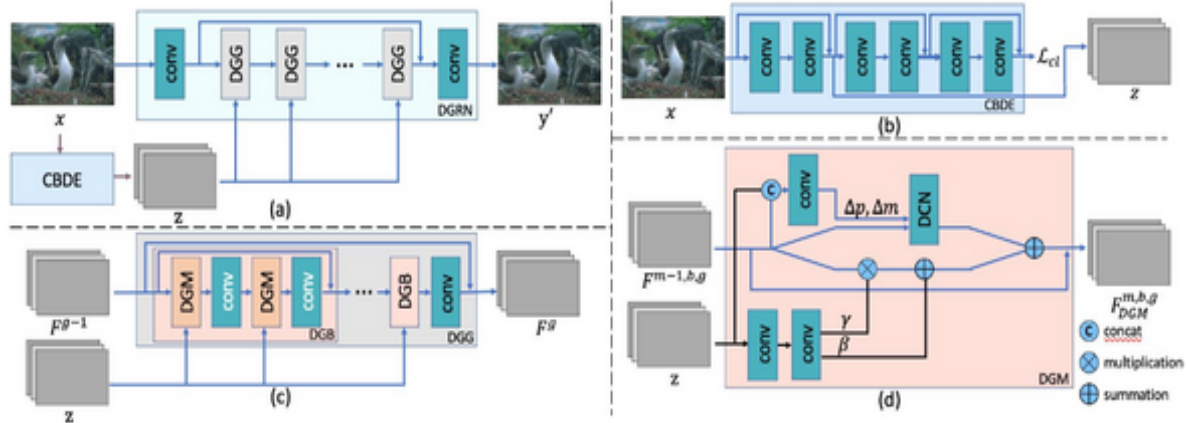 conv
DGG
DGG
...
DGG
conv
DGRN
x
y'
CBDE
z
(a)
conv
conv
conv
conv
conv
conv
ℒcl
CBDE
x
z
(b)
DGM
conv
DGM
conv
DGB
...
DGB
conv
DGG
F^{g-1}
F^g
z
(c)
C
conv
Δp, Δm
DCN
F^{m-1,b,g}
F_{DGM}^{m,b,g}
γ
β
conv
conv
z
DGM
(d)
C concat
multiplication
summation